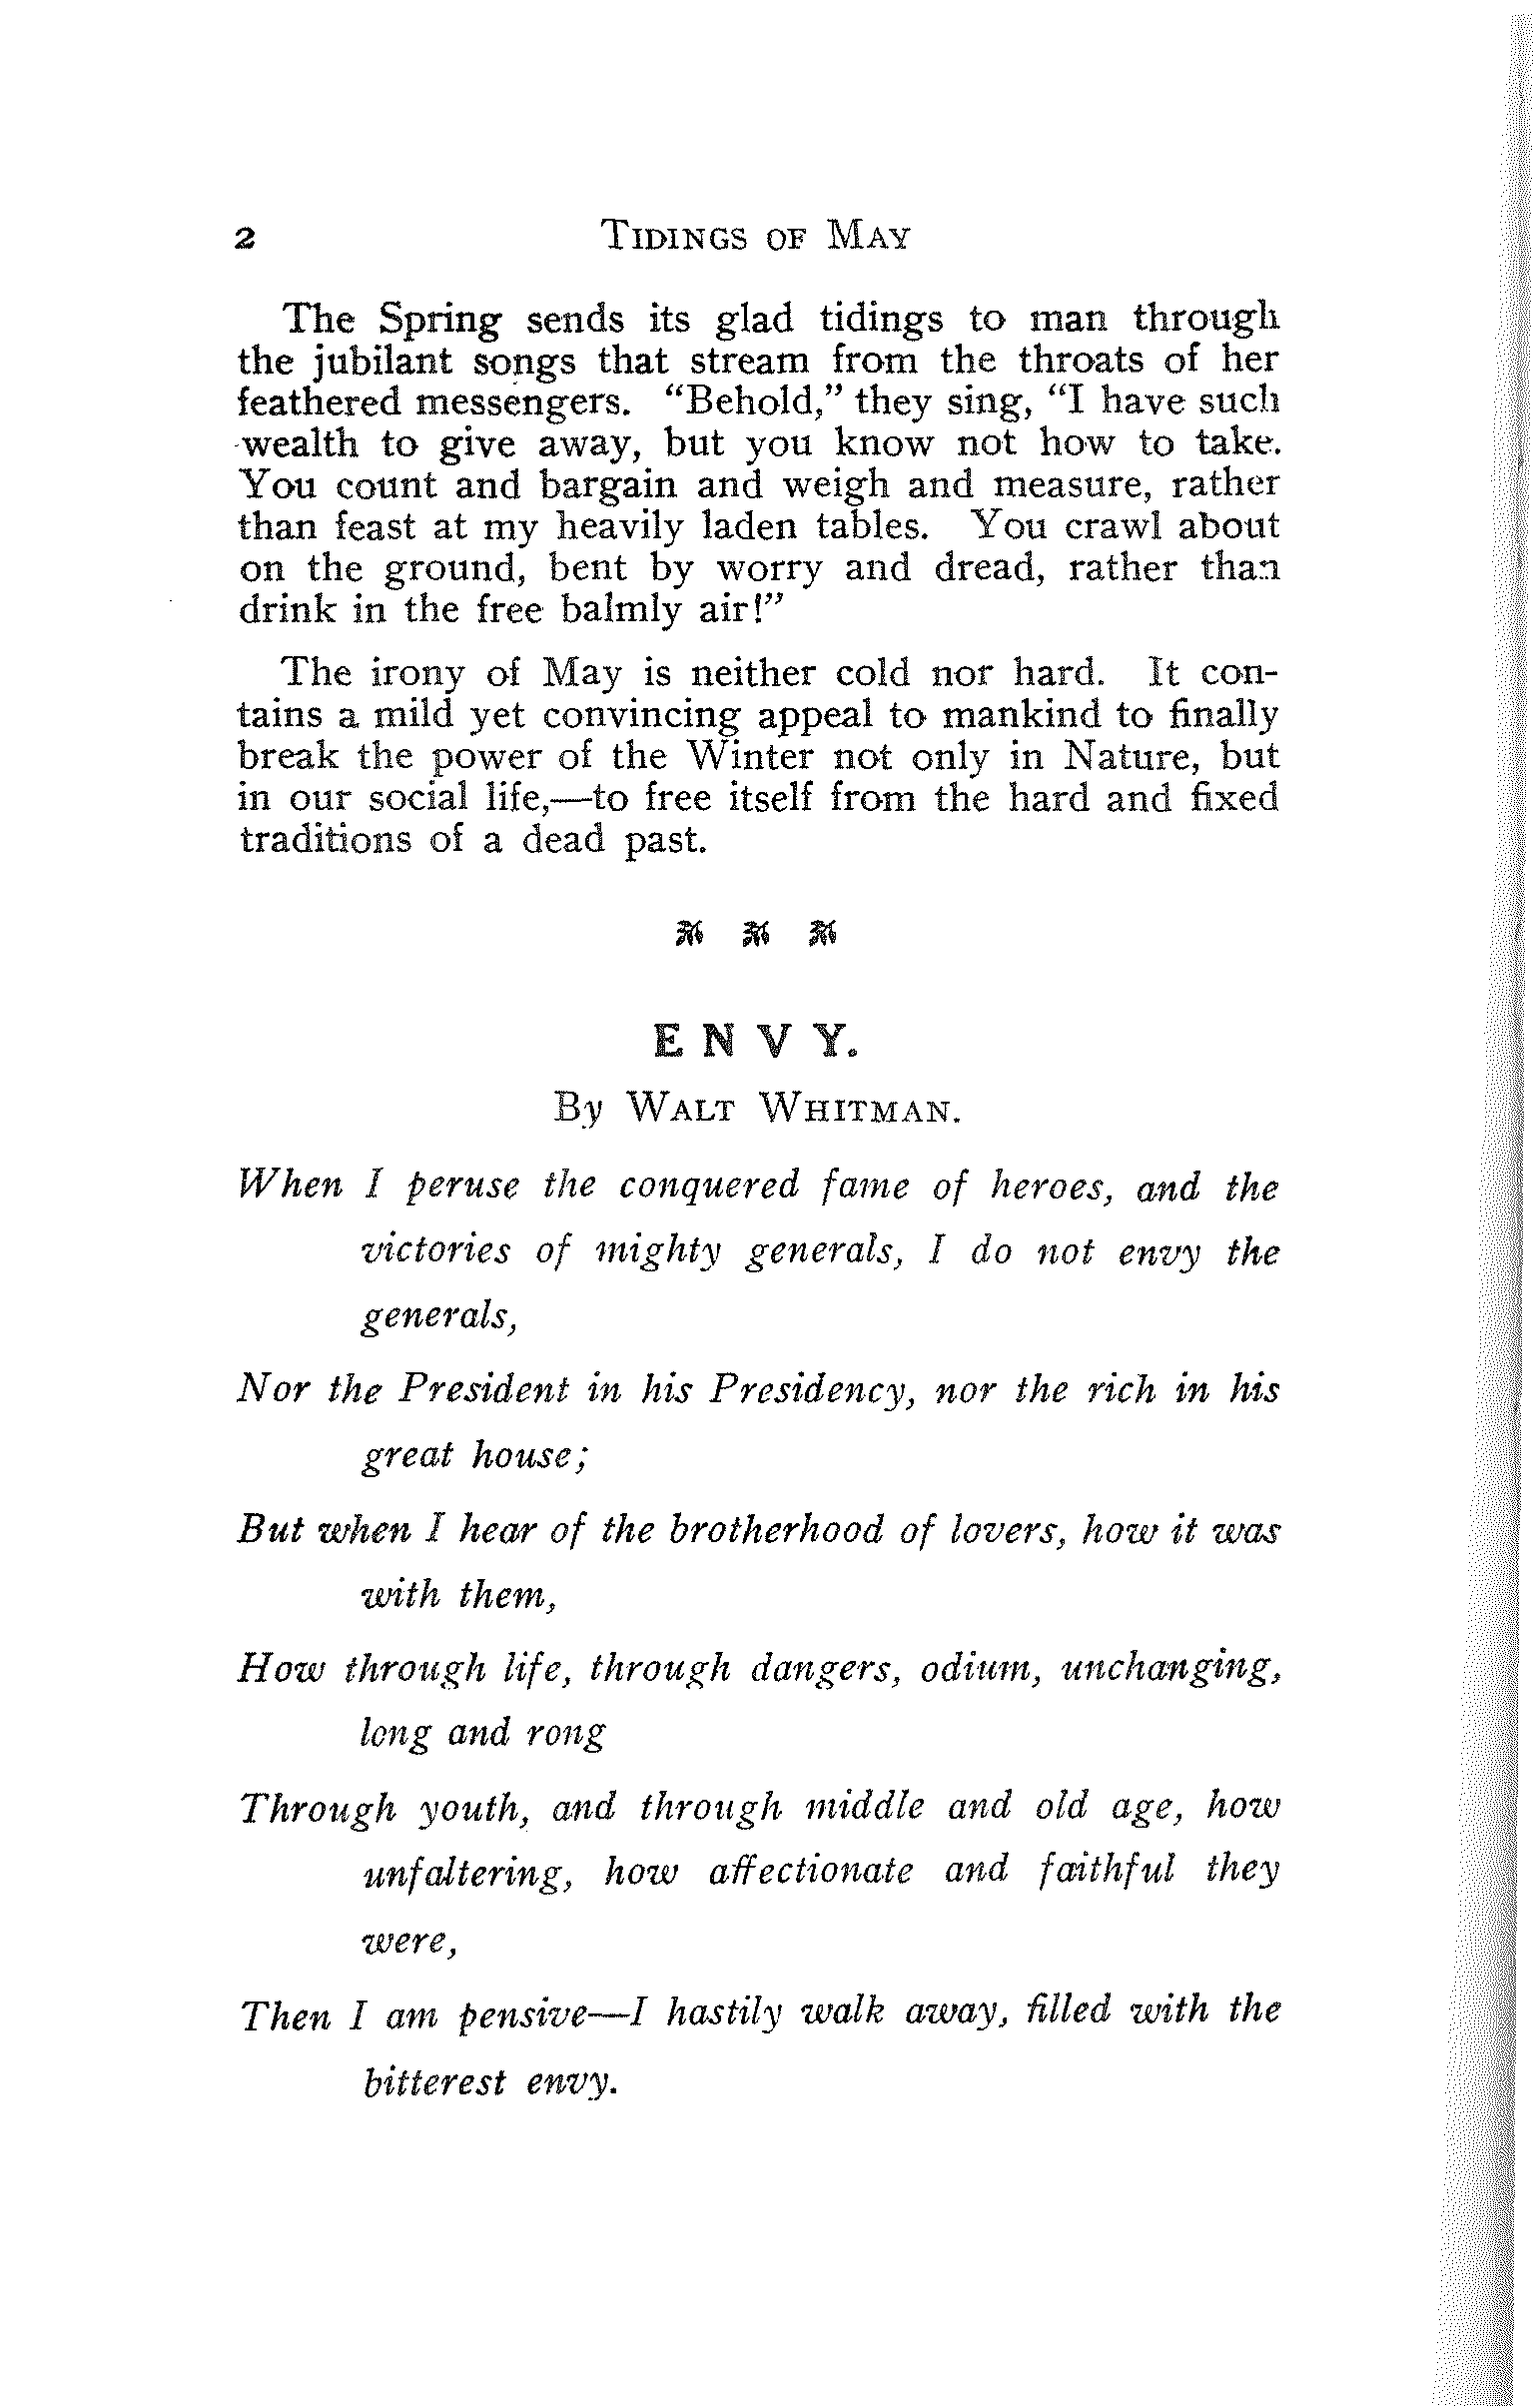 2 TIDINGS OF MAY
The Spring sends its glad tidings to man through
the jubilant songs that stream from the throats of her
feathered messengers. “Behold,” they sing, “I have such
wealth to give away, but you know not how to take.
You count and bargain and weigh and measure, rather
than feast at my heavily laden tables. You crawl about
on the ground, bent by worry and dread, rather than
drink in the free balmly air!”
The irony of May is neither cold nor hard. It con-
tains a mild yet convincing appeal to mankind to finally
break the power of the Winter not only in Nature, but
in our social life,—to free itself from the hard and fixed
traditions of a dead past.
ENVY.
By WALT WHITMAN.
When I peruse the conquered fame of heroes, and the
victories of mighty generals, I do not envy the
generals,
Nor the President in his Presidency, nor the rich in his
great house;
But when I hear of the brotherhood of lovers, how it was
with them,
How through life, through dangers, odium, unchanging,
long and rong
Through youth, and through middle and old age, how
unfaltering, how affectionate and faithful they
were,
Then I am pensive—I hastily walk away, filled with the
bitterest envy.